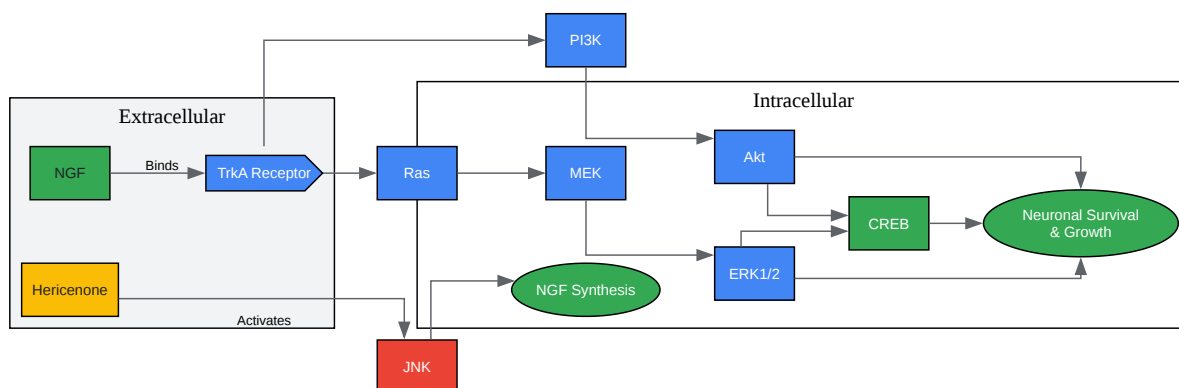 PI3K
Extracellular
Intracellular
NGF
Binds
TrkA Receptor
Ras
MEK
Akt
CREB
Neuronal Survival
& Growth
Hericenone
Activates
NGF Synthesis
ERK1/2
JNK